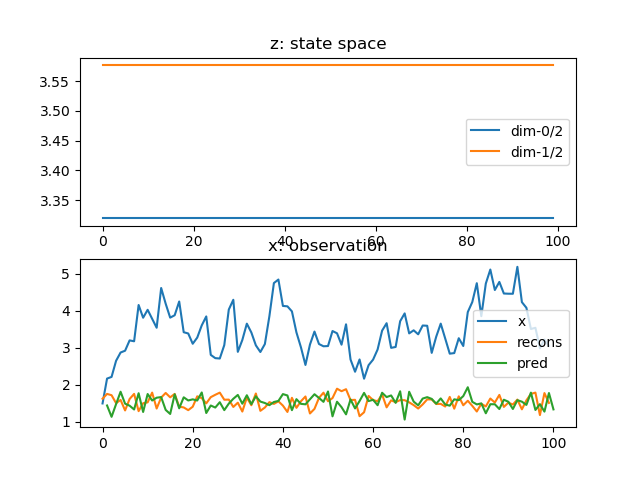 z: state space
3.55
3.50
3.45
3.40
3.35
dim-0/2
dim-1/2
0 20 40 60 80 100
x: observation
5
4
3
2
1
x
recons
pred
0 20 40 60 80 100